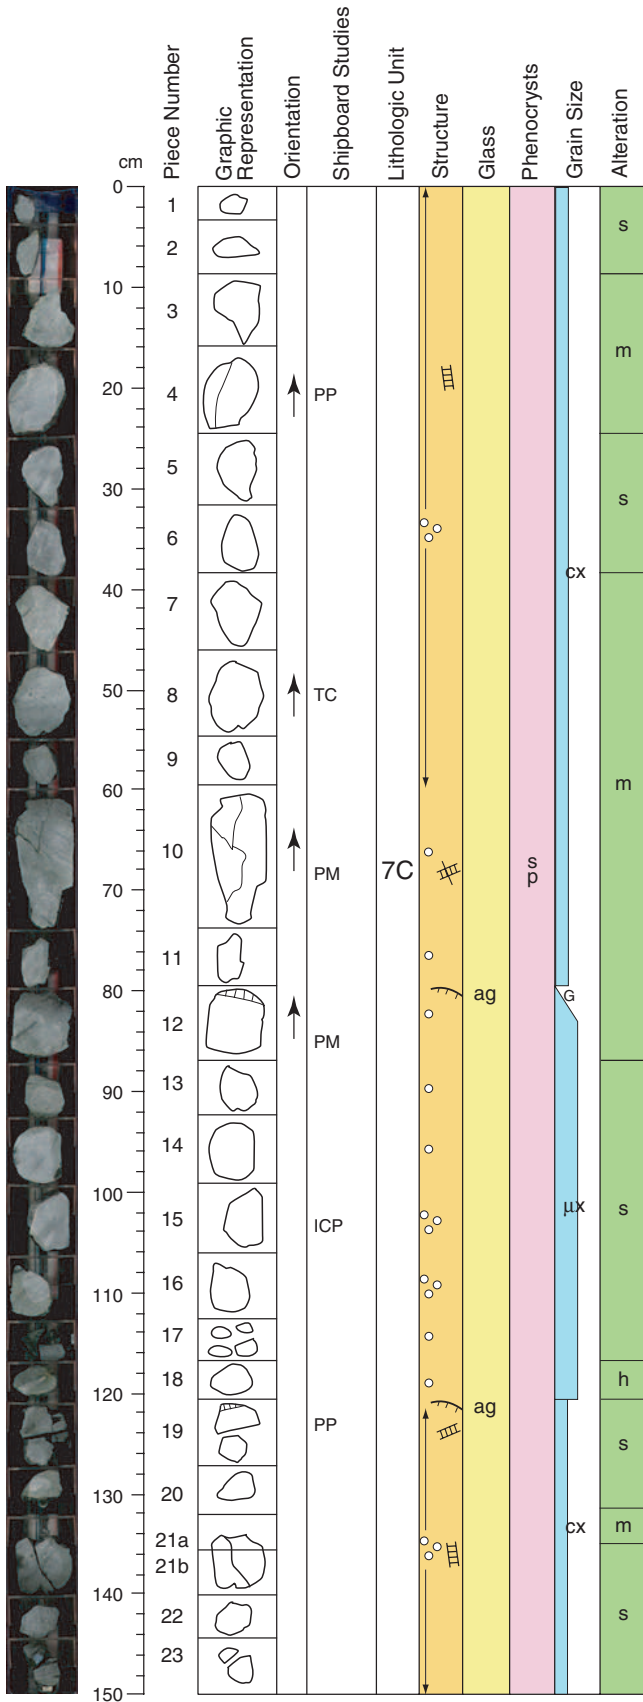 cm
Piece Number
Graphic
Representation
Orientation
Shipboard Studies
Lithologic Unit
Structure
Glass
Phenocrysts
Grain Size
Alteration
0
1
s
2
10
3
m
4
PP
20
5
30
s
6
40
cx
7
50
8
TC
9
60
m
10
PM
7C
s
p
70
11
80
ag
G
12
PM
13
90
14
100
15
ICP
µx
s
16
110
17
18
h
120
ag
19
PP
s
20
130
cx
m
21a
21b
140
22
s
23
150